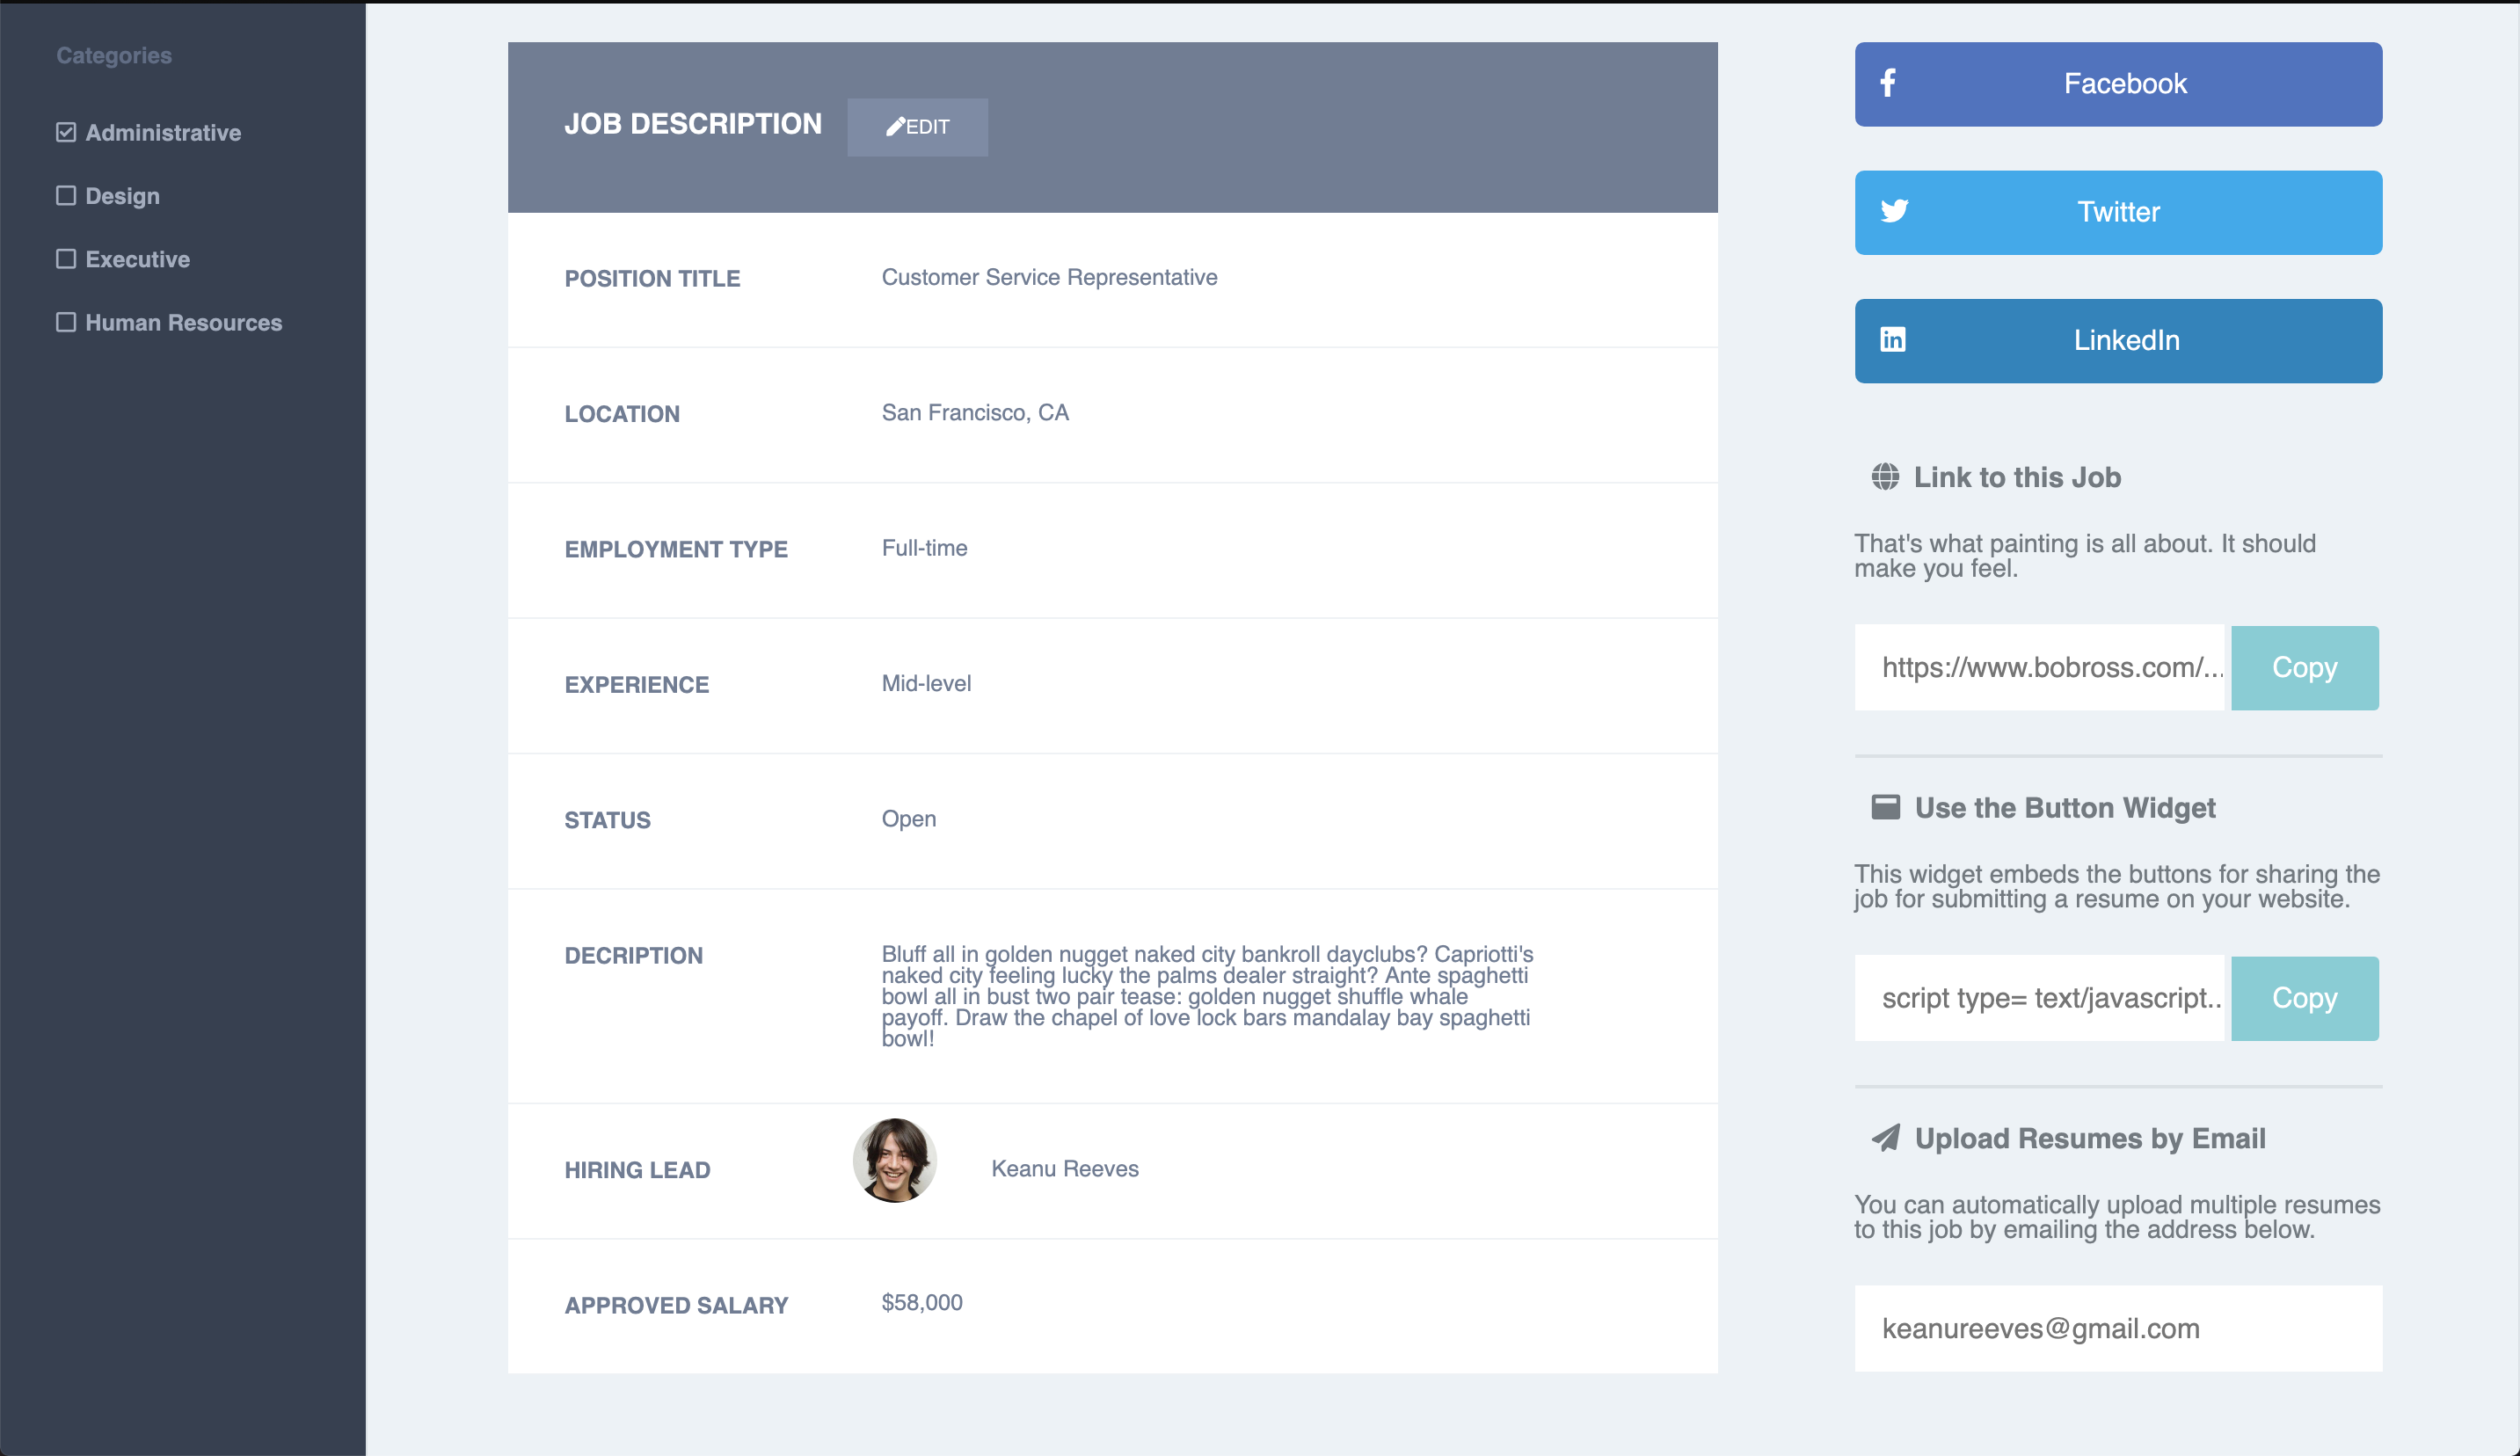 Categories
Administrative
Design
Executive
Human Resources
JOB DESCRIPTION
EDIT
POSITION TITLE
Customer Service Representative
LOCATION
San Francisco, CA
EMPLOYMENT TYPE
Full-time
EXPERIENCE
Mid-level
STATUS
Open
DECRIPTION
Bluff all in golden nugget naked city bankroll dayclubs? Capriotti's
naked city feeling lucky the palms dealer straight? Ante spaghetti
bowl all in bust two pair tease: golden nugget shuffle whale
payoff. Draw the chapel of love lock bars mandalay bay spaghetti
bowl!
HIRING LEAD
Keanu Reeves
APPROVED SALARY
$58,000
Facebook
Twitter
LinkedIn
Link to this Job
That's what painting is all about. It should
make you feel.
https://www.bobross.com/...
Copy
Use the Button Widget
This widget embeds the buttons for sharing the
job for submitting a resume on your website.
script type= text/javascript..
Copy
Upload Resumes by Email
You can automatically upload multiple resumes
to this job by emailing the address below.
keanureeves@gmail.com